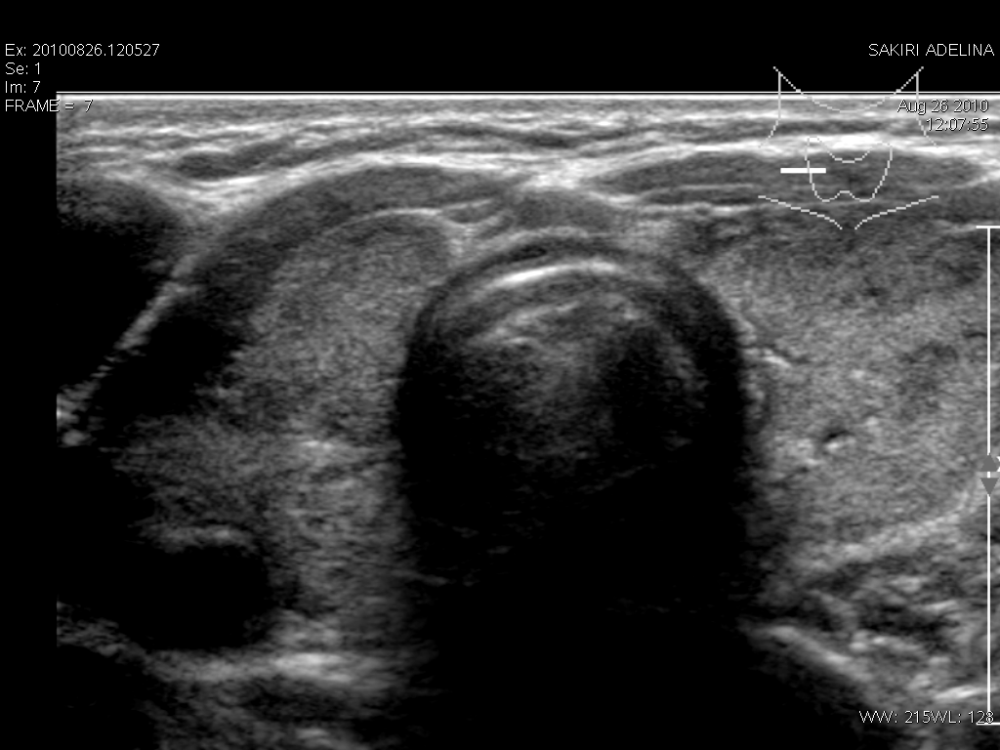 Ex: 20100826.120527
SAKIRI ADELINA
Se: 1
Im: 7
FRAME = 7
Aug 26 2010
12:07:55
WW: 215WL: 128